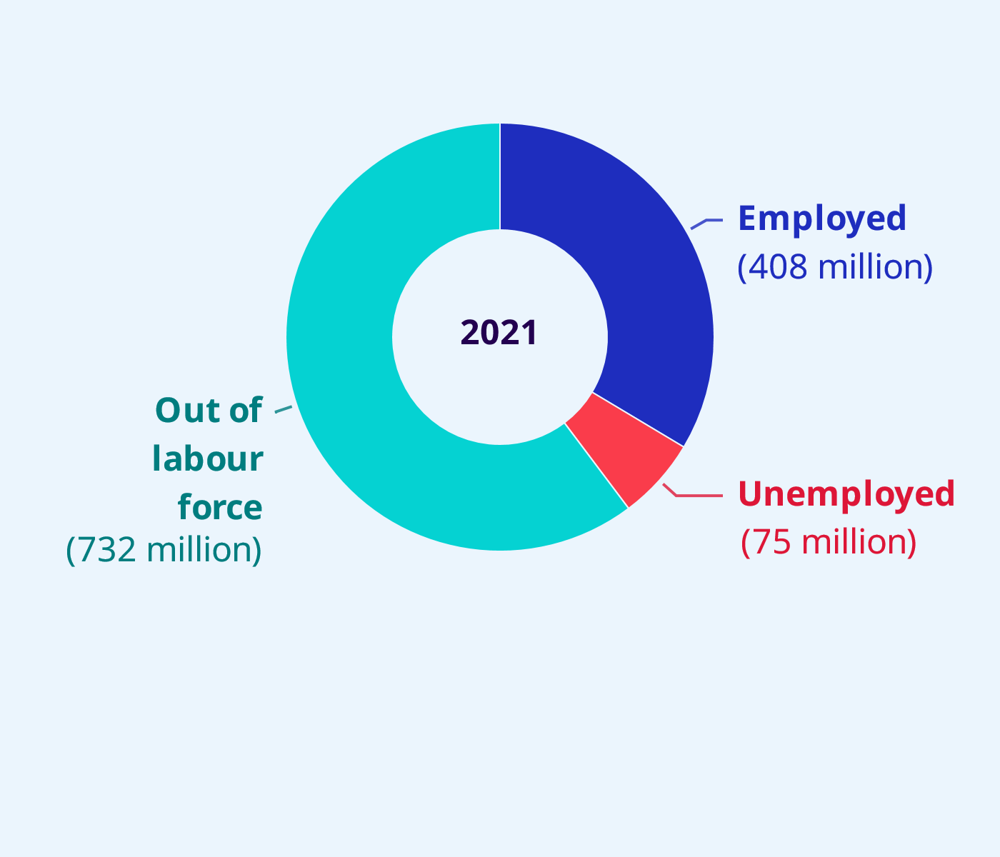 Employed
(408 million)
2021
Out of
labour
force
(732 million)
Unemployed
(75 million)